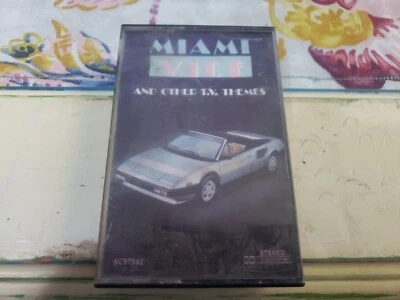 MIAMI
VICE
AND OTHER T.V. THEMES
STEREO